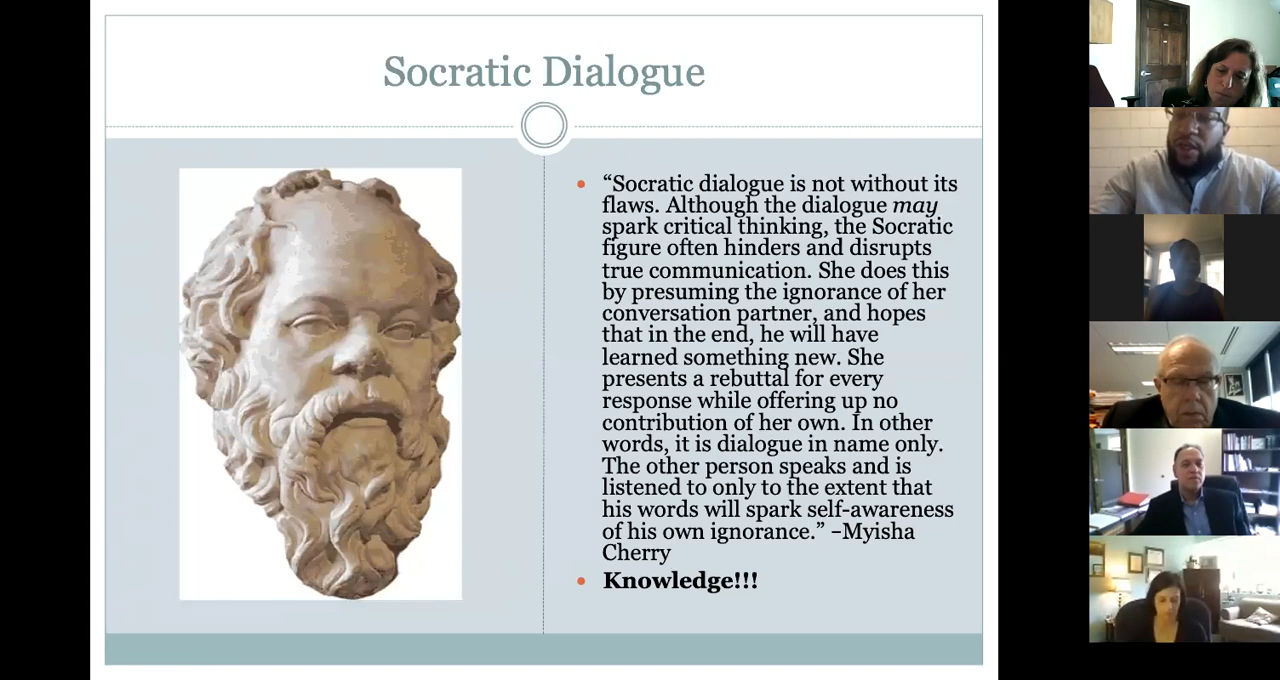 Socratic Dialogue
• “Socratic dialogue is not without its
flaws. Although the dialogue may
spark critical thinking, the Socratic
figure often hinders and disrupts
true communication. She does this
by presuming the ignorance of her
conversation partner, and hopes
that in the end, he will have
learned something new. She
presents a rebuttal for every
response while offering up no
contribution of her own. In other
words, it is dialogue in name only.
The other person speaks and is
listened to only to the extent that
his words will spark self-awareness
of his own ignorance.” –Myisha
Cherry
• Knowledge!!!